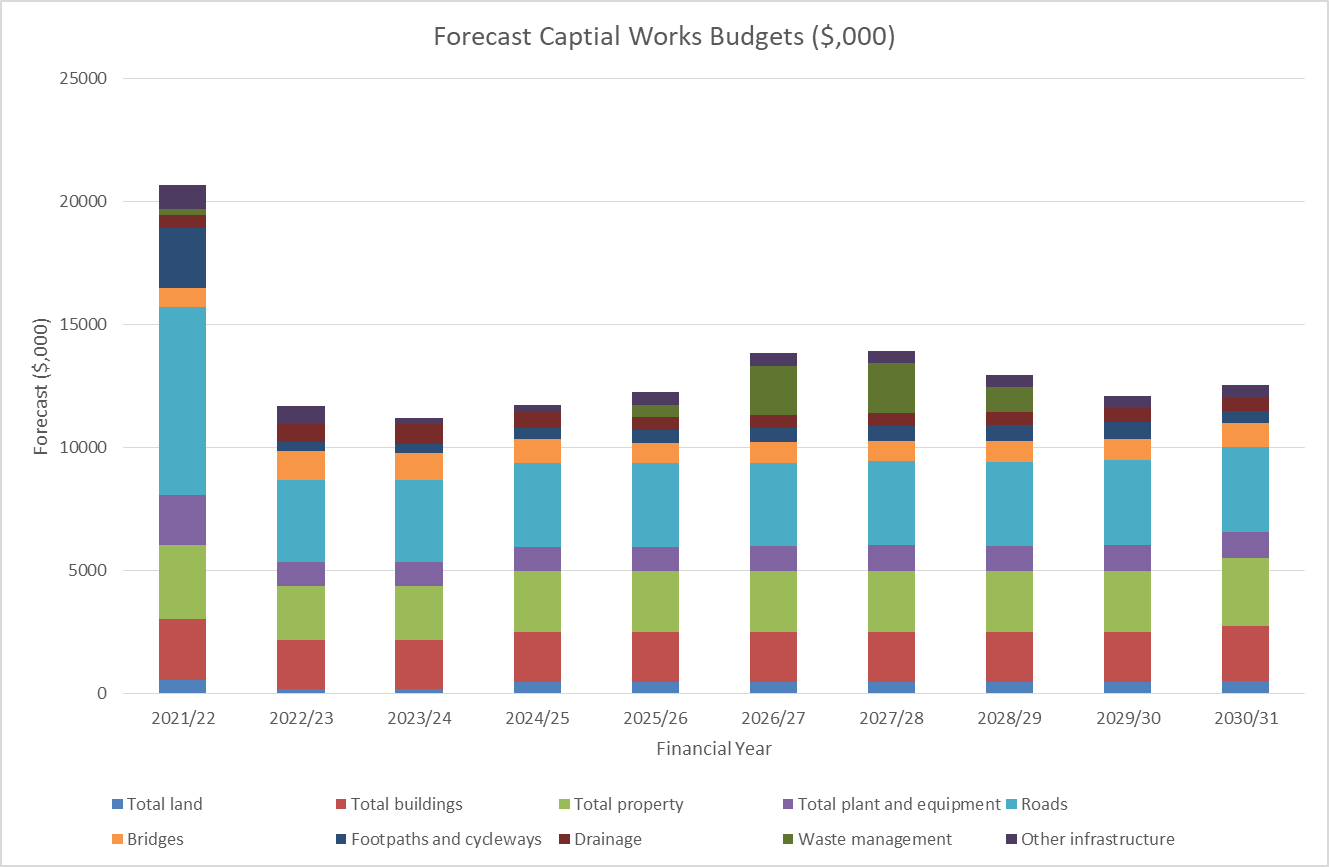 Forecast Captial Works Budgets ($,000)
25000
20000
15000
10000
5000
0
Forecast ($,000)
2021/22 2022/23 2023/24 2024/25 2025/26 2026/27 2027/28 2028/29 2029/30 2030/31
Financial Year
Total land Total buildings Total property Total plant and equipment Roads
Bridges Footpaths and cycleways Drainage Waste management Other infrastructure